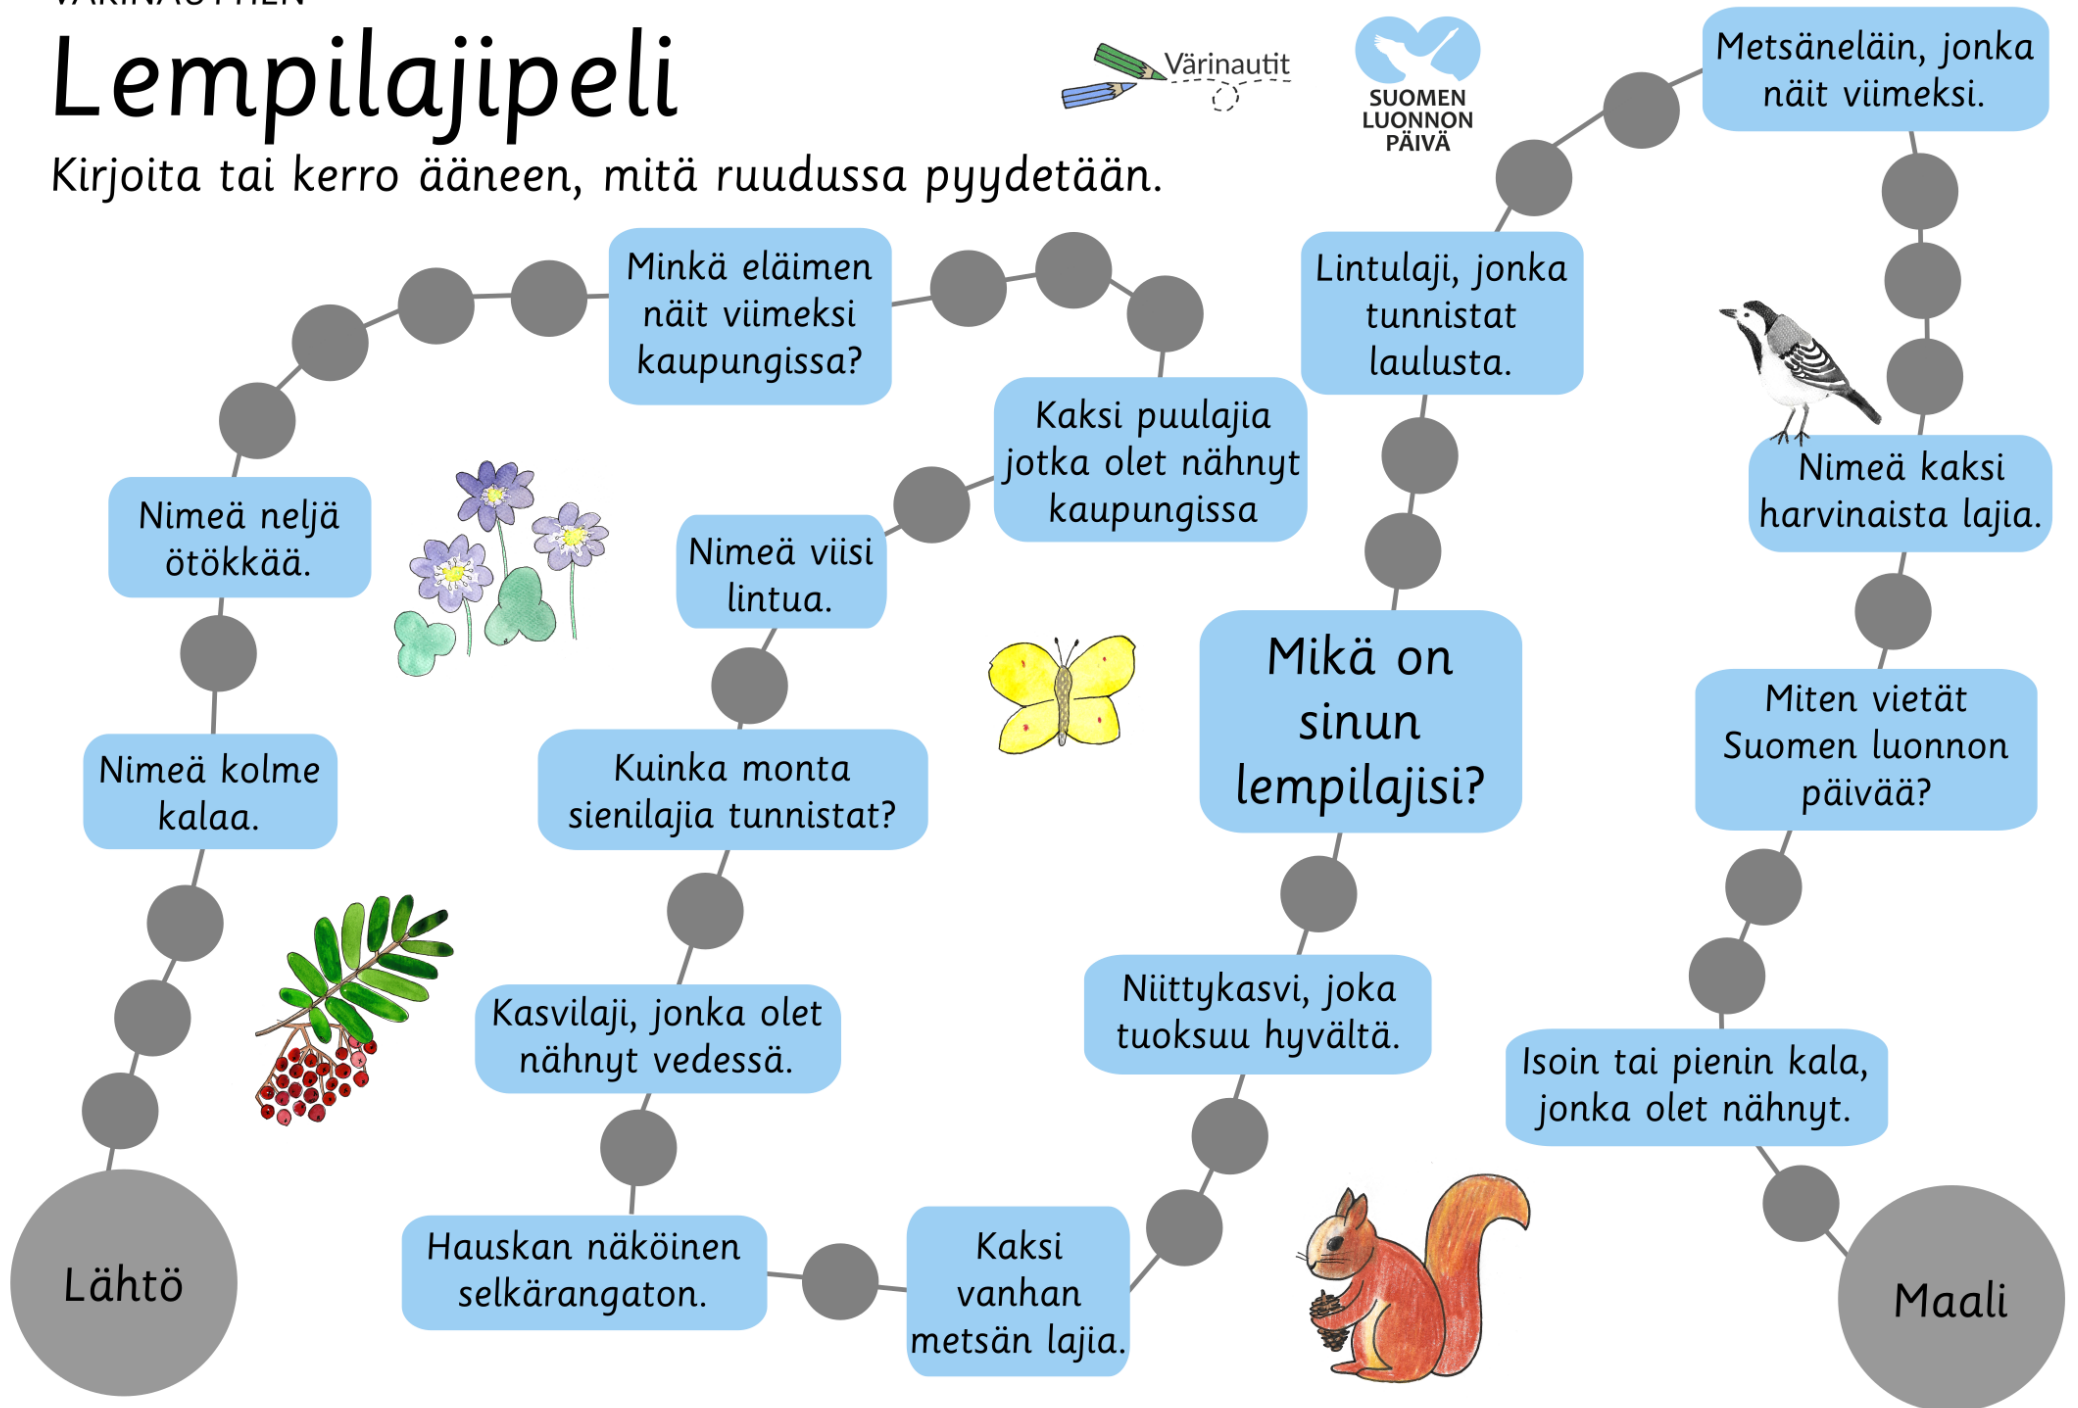 VÄRINAUTTIEN
Lempilajipeli
Kirjoita tai kerro ääneen, mitä ruudussa pyydetään.
Värinautit
SUOMEN
LUONNON
PÄIVÄ
Lähtö
Nimeä kolme
kalaa.
Nimeä neljä
ötökkää.
Minkä eläimen
näit viimeksi
kaupungissa?
Kaksi puulajia
jotka olet nähnyt
kaupungissa
Nimeä viisi
lintua.
Kuinka monta
sienilajia tunnistat?
Kasvilaji, jonka olet
nähnyt vedessä.
Hauskan näköinen
selkärangaton.
Kaksi
vanhan
metsän lajia.
Niittykasvi, joka
tuoksuu hyvältä.
Mikä on
sinun
lempilajisi?
Lintulaji, jonka
tunnistat
laulusta.
Metsäneläin, jonka
näit viimeksi.
Nimeä kaksi
harvinaista lajia.
Miten vietät
Suomen luonnon
päivää?
Isoin tai pienin kala,
jonka olet nähnyt.
Maali